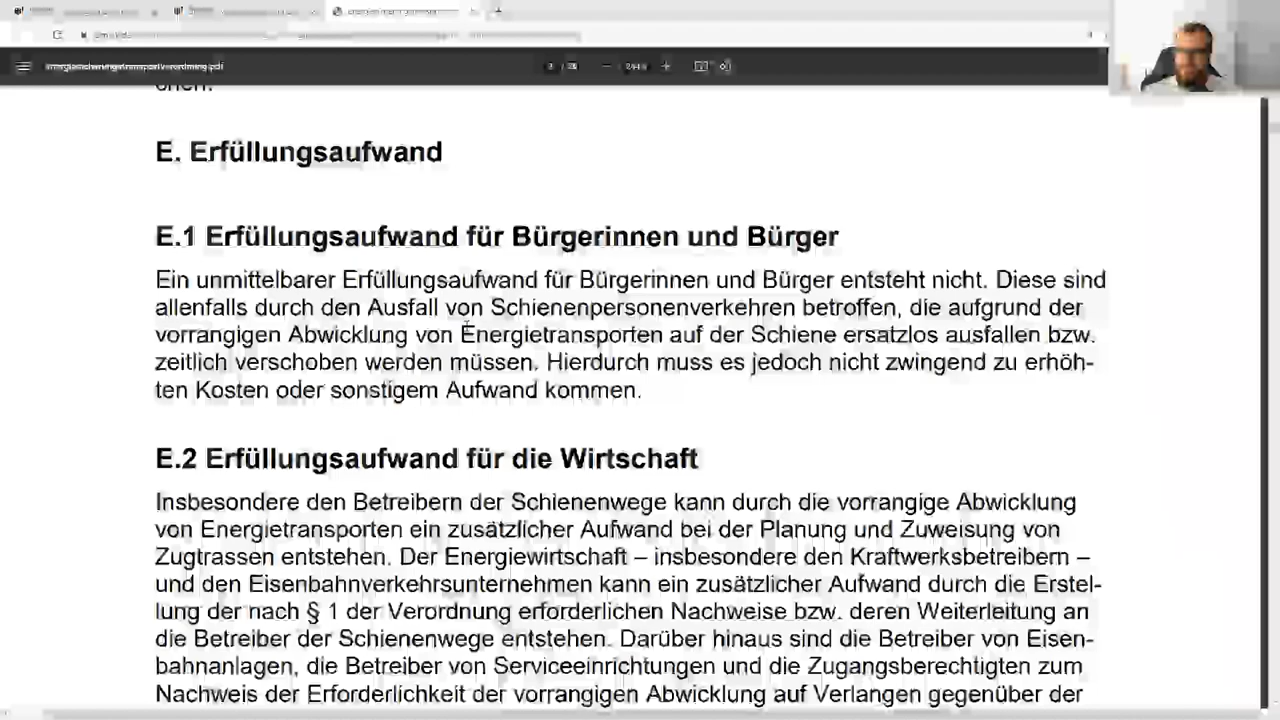 E. Erfüllungsaufwand
E.1 Erfüllungsaufwand für Bürgerinnen und Bürger
Ein unmittelbarer Erfüllungsaufwand für Bürgerinnen und Bürger entsteht nicht. Diese sind
allenfalls durch den Ausfall von Schienenpersonenverkehren betroffen, die aufgrund der
vorrangigen Abwicklung von Energietransporten auf der Schiene ersatzlos ausfallen bzw.
zeitlich verschoben werden müssen. Hierdurch muss es jedoch nicht zwingend zu erhöh-
ten Kosten oder sonstigem Aufwand kommen.
E.2 Erfüllungsaufwand für die Wirtschaft
Insbesondere den Betreibern der Schienenwege kann durch die vorrangige Abwicklung
von Energietransporten ein zusätzlicher Aufwand bei der Planung und Zuweisung von
Zugtrassen entstehen. Der Energiewirtschaft – insbesondere den Kraftwerksbetreibern –
und den Eisenbahnverkehrsunternehmen kann ein zusätzlicher Aufwand durch die Erstel-
lung der nach § 1 der Verordnung erforderlichen Nachweise bzw. deren Weiterleitung an
die Betreiber der Schienenwege entstehen. Darüber hinaus sind die Betreiber von Eisen-
bahnanlagen, die Betreiber von Serviceeinrichtungen und die Zugangsberechtigten zum
Nachweis der Erforderlichkeit der vorrangigen Abwicklung auf Verlangen gegenüber der